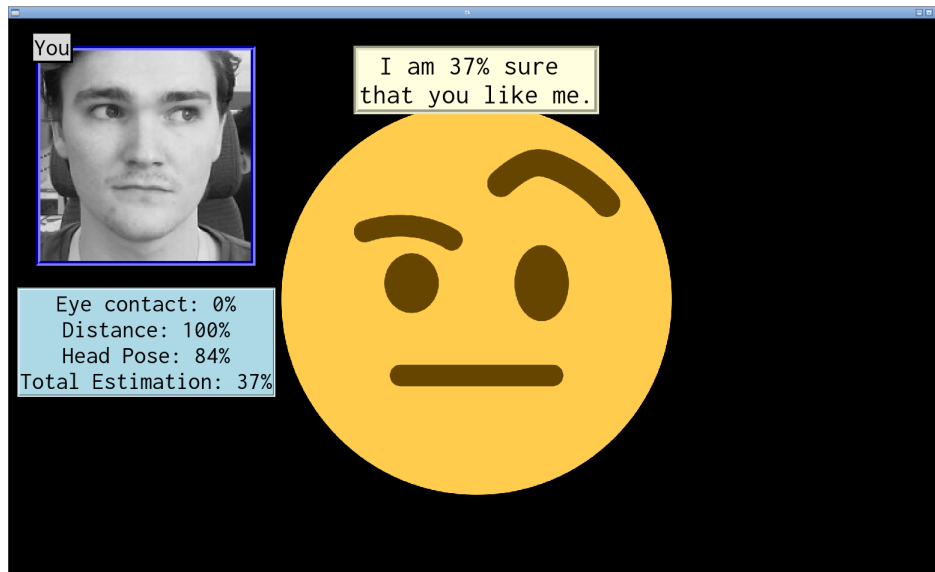 You
I am 37% sure
that you like me.
Eye contact: 0%
Distance: 100%
Head Pose: 84%
Total Estimation: 37%